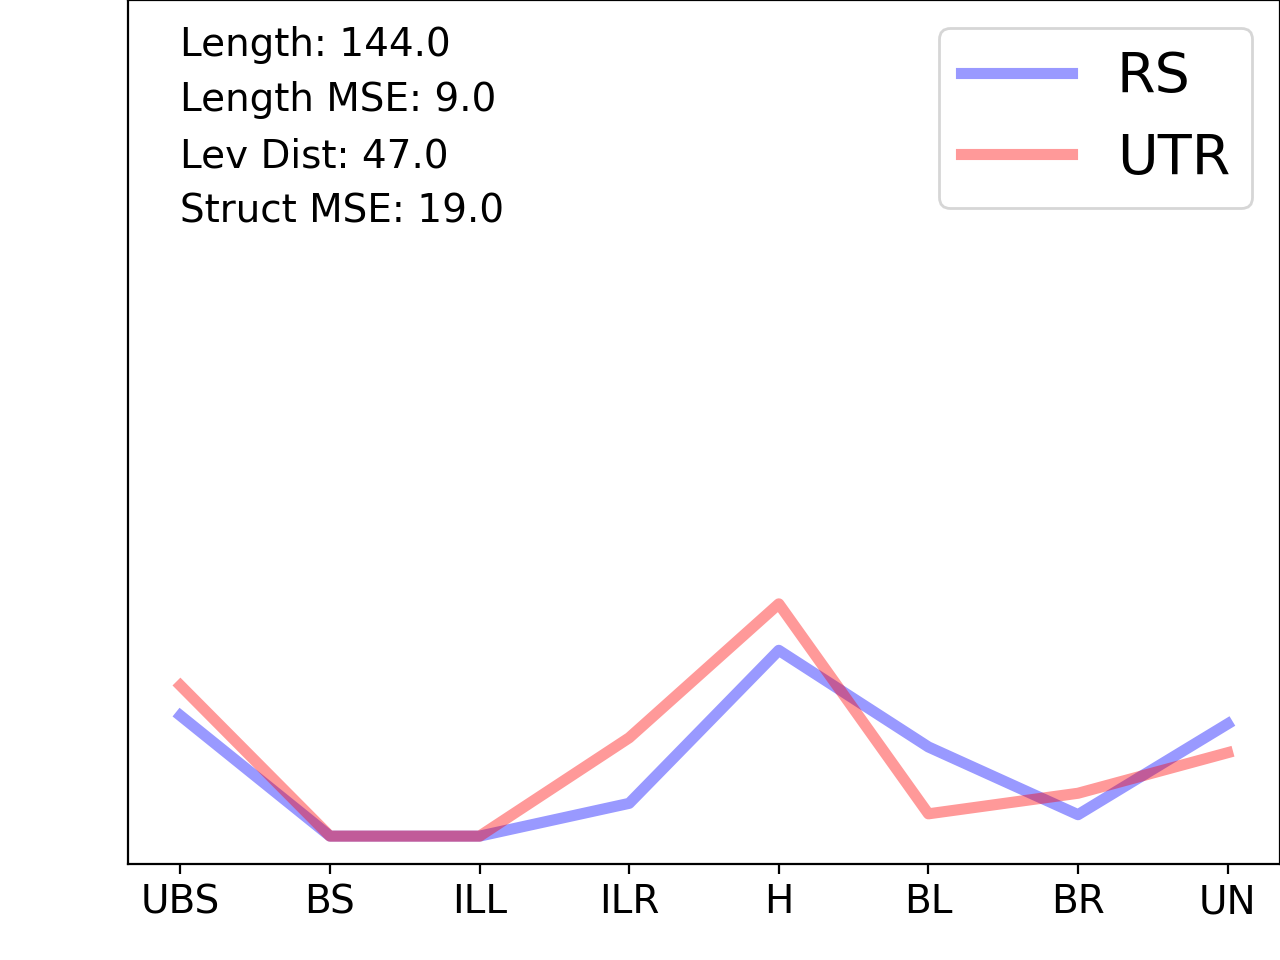 Length: 144.0
Length MSE: 9.0
Lev Dist: 47.0
Struct MSE: 19.0
RS
UTR
UBS BS ILL ILR H BL BR UN